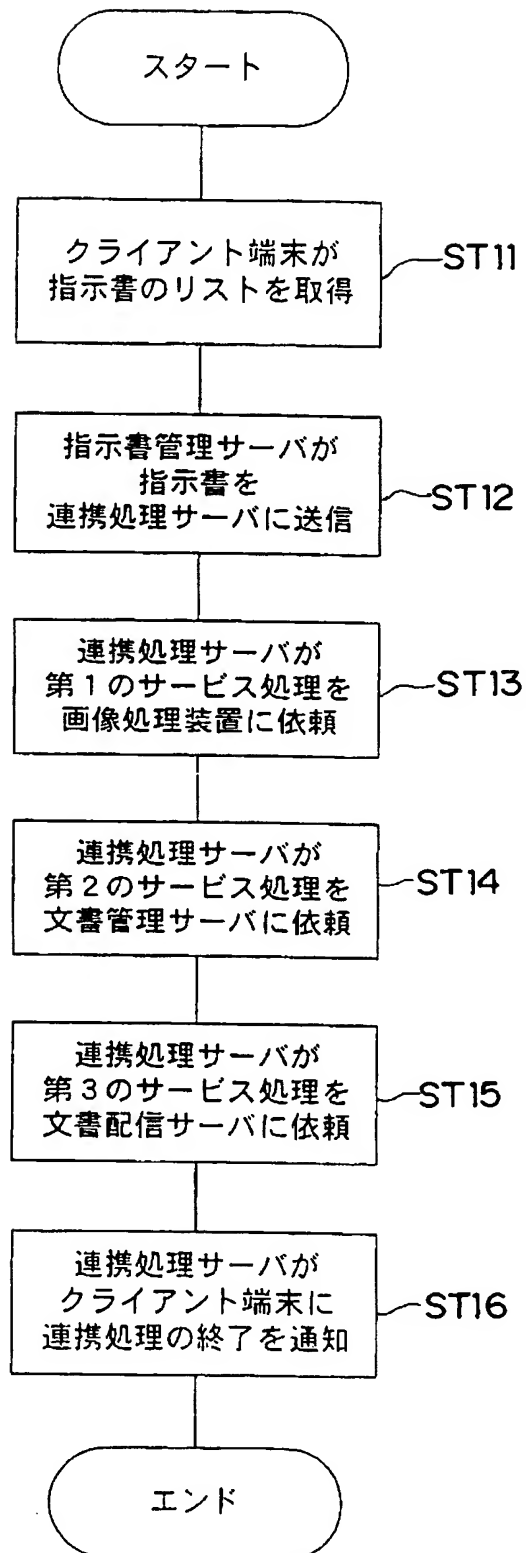 スタート
クライアント端末が
指示書のリストを取得
ST11
指示書管理サーバが
指示書を
連携処理サーバに送信
ST12
連携処理サーバが
第1のサービス処理を
画像処理装置に依頼
ST13
連携処理サーバが
第2のサービス処理を
文書管理サーバに依頼
ST14
連携処理サーバが
第3のサービス処理を
文書配信サーバに依頼
ST15
連携処理サーバが
クライアント端末に
連携処理の終了を通知
ST16
エンド